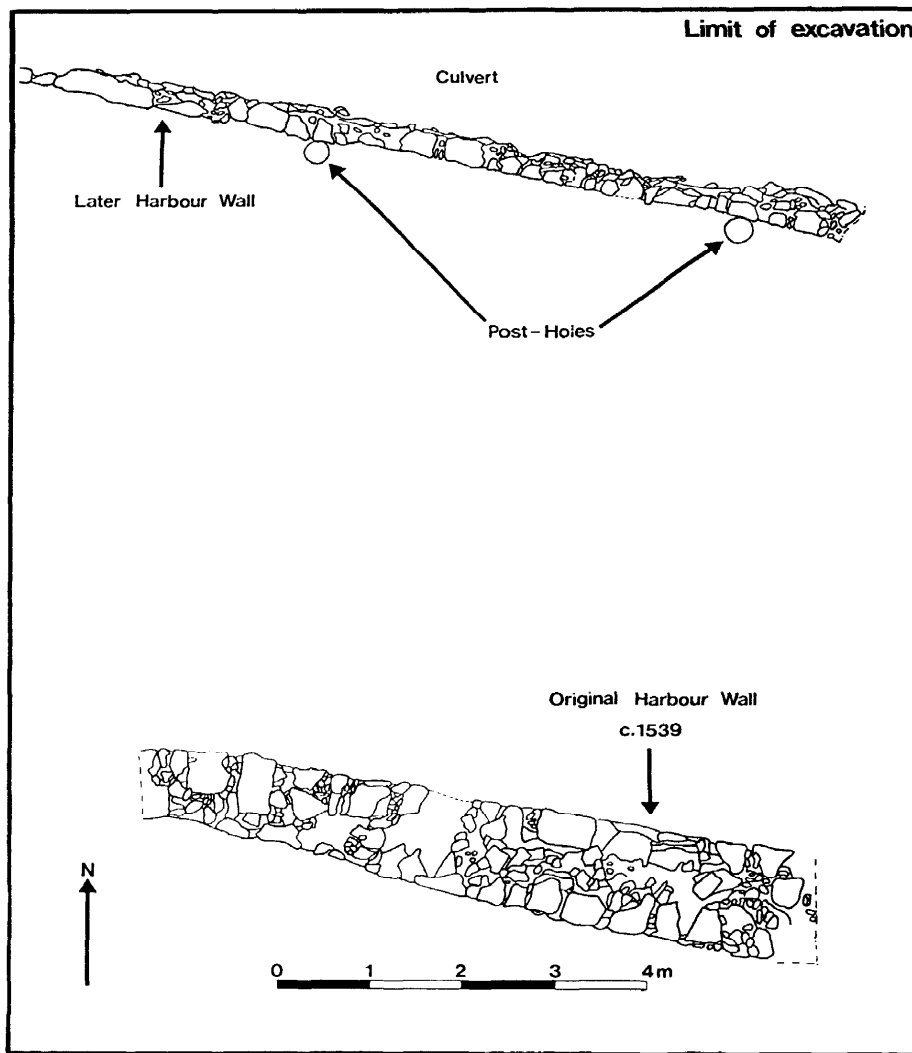 Limit of excavation
Culvert
Later Harbour Wall
Post-Holes
Original Harbour Wall
c.1539
N
0 1 2 3 4m